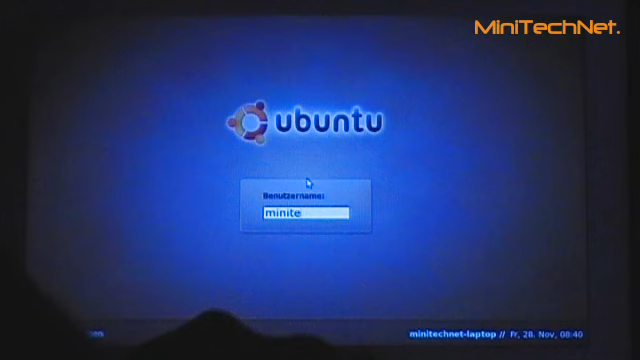 MiniTechNet.
ubuntu
Benutzername:
minite
minitechnet-laptop // Fr, 28. Nov, 08:40